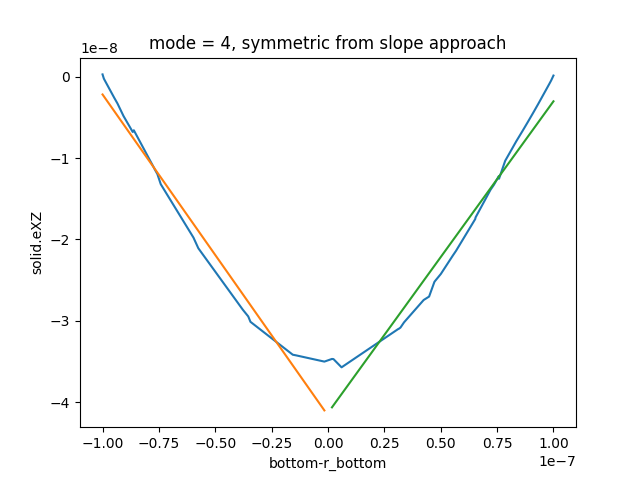 mode = 4, symmetric from slope approach
1e−8
0
−1
−2
−3
−4
solid.eXZ
−1.00 −0.75 −0.50 −0.25 0.00 0.25 0.50 0.75 1.00
bottom-r_bottom
1e−7